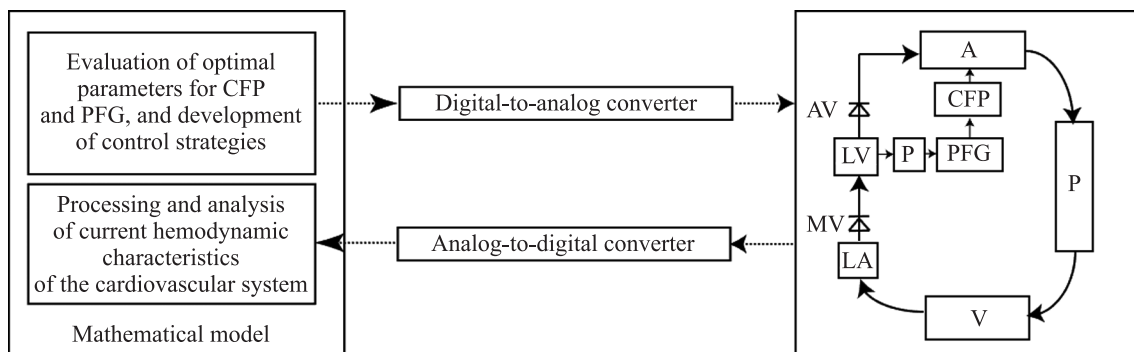 Evaluation of optimal
parameters for CFP
and PFG, and development
of control strategies
Processing and analysis
of current hemodynamic
characteristics
of the cardiovascular system
Mathematical model
Digital-to-analog converter
Analog-to-digital converter
A
CFP
AV
LV
P
PFG
P
MV
LA
V